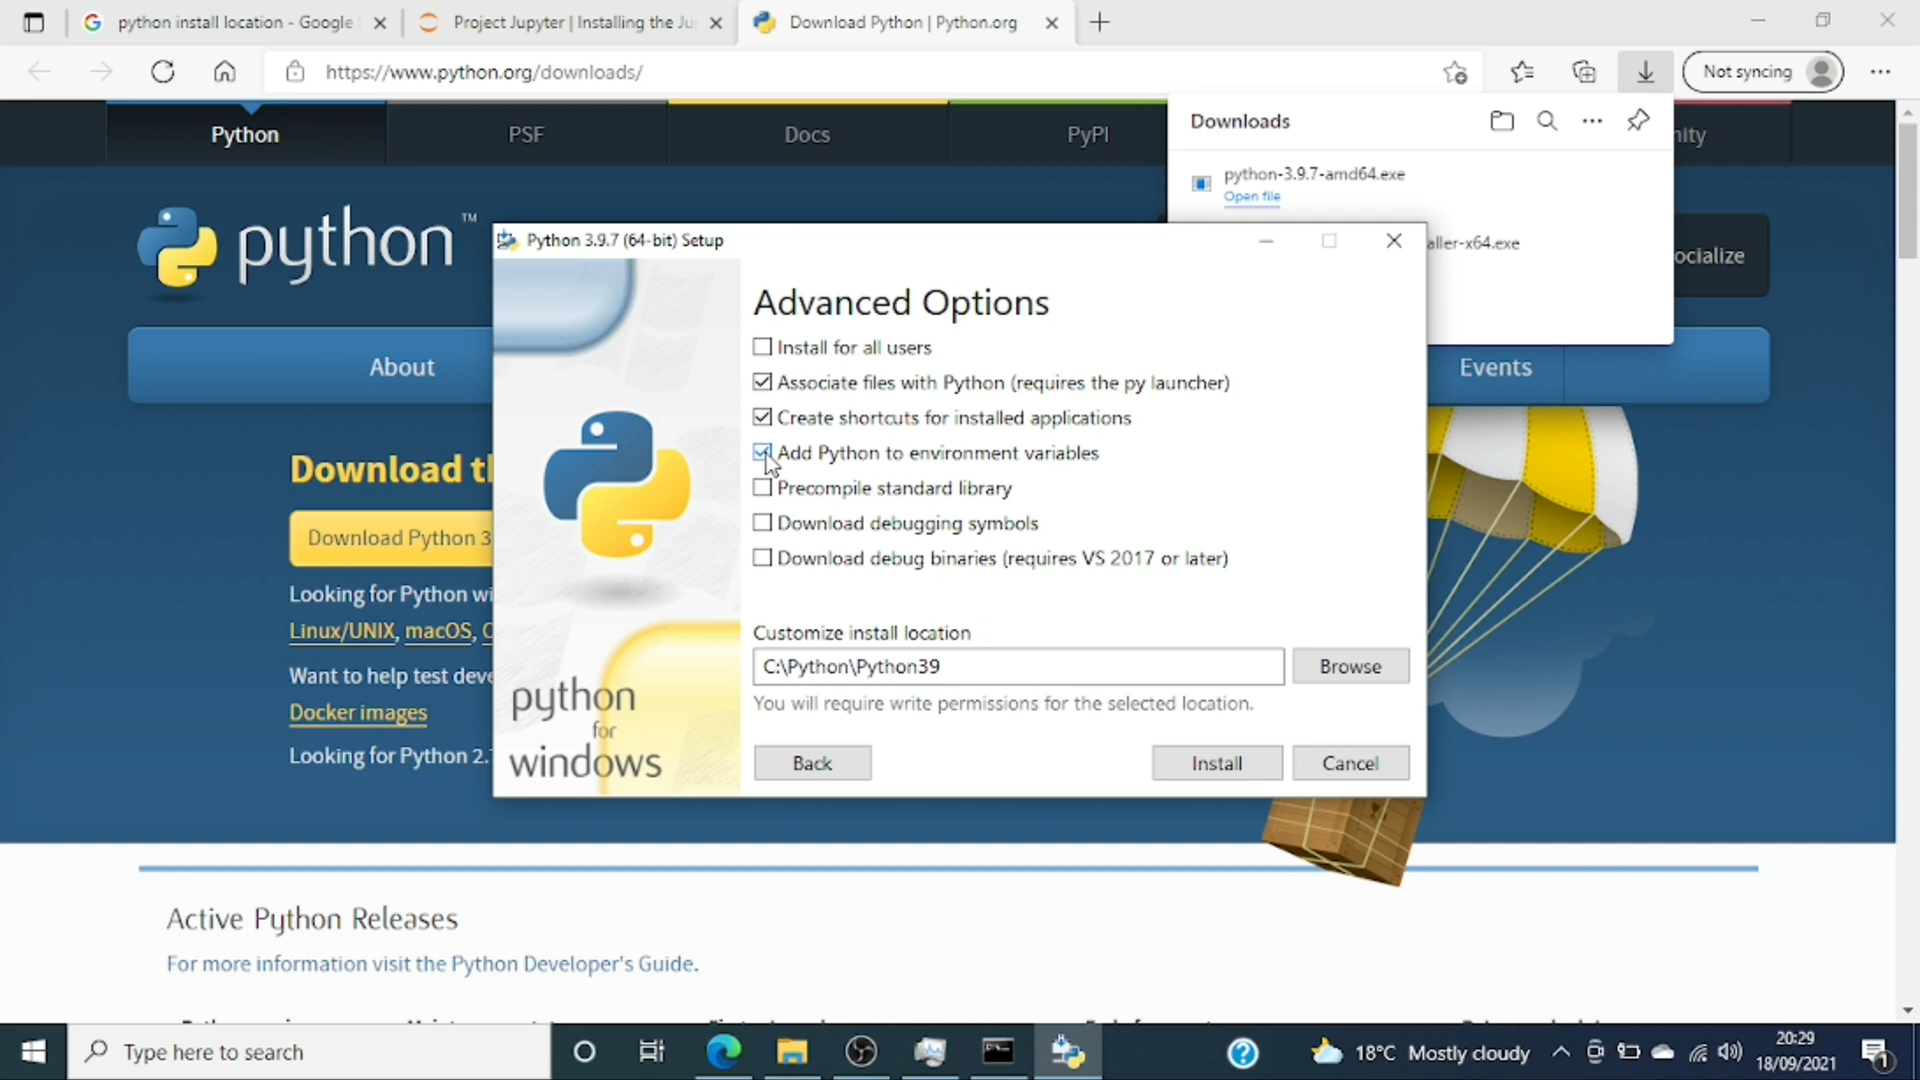 python install location - Google
Project Jupyter | Installing the Ju
Download Python | Python.org
https://www.python.org/downloads/
Not syncing
Python
PSF
Docs
PyPI
nity
Downloads
python-3.9.7-amd64.exe
Open file
aller-x64.exe
python™
ocialize
About
Events
Python 3.9.7 (64-bit) Setup
Advanced Options
Install for all users
Associate files with Python (requires the py launcher)
Create shortcuts for installed applications
Add Python to environment variables
Precompile standard library
Download debugging symbols
Download debug binaries (requires VS 2017 or later)
Customize install location
C:\Python\Python39
Browse
You will require write permissions for the selected location.
Back
Install
Cancel
python
for
windows
Download t
Download Python 3
Looking for Python wi
Linux/UNIX, macOS, O
Want to help test deve
Docker images
Looking for Python 2.
Active Python Releases
For more information visit the Python Developer's Guide.
Type here to search
18°C Mostly cloudy
20:29
18/09/2021
1